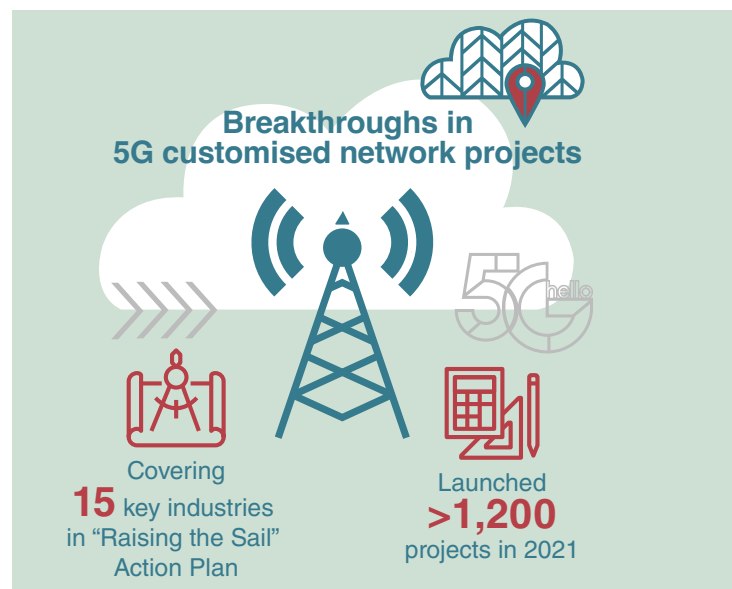 Breakthroughs in
5G customised network projects
5G
hello
Covering
15 key industries
in “Raising the Sail”
Action Plan
Launched
>1,200
projects in 2021